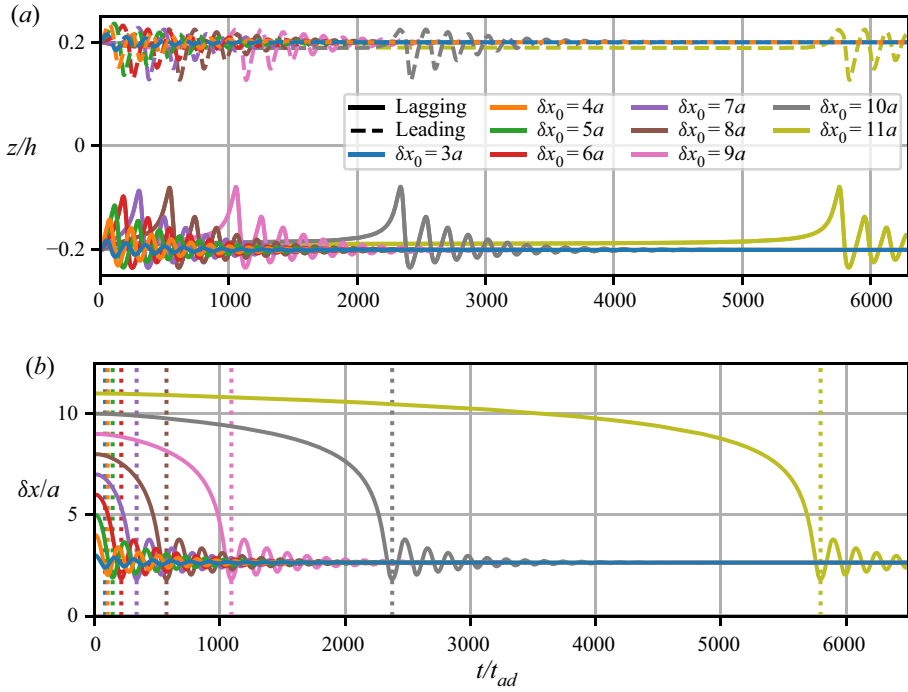 (a)
0.2
Lagging δx₀ = 4a δx₀ = 7a δx₀ = 10a
Leading δx₀ = 5a δx₀ = 8a δx₀ = 11a
z/h 0
δx₀ = 3a δx₀ = 6a δx₀ = 9a
−0.2
0 1000 2000 3000 4000 5000 6000
(b)
10
δx/a
5
0
0 1000 2000 3000 4000 5000 6000
t/t_ad